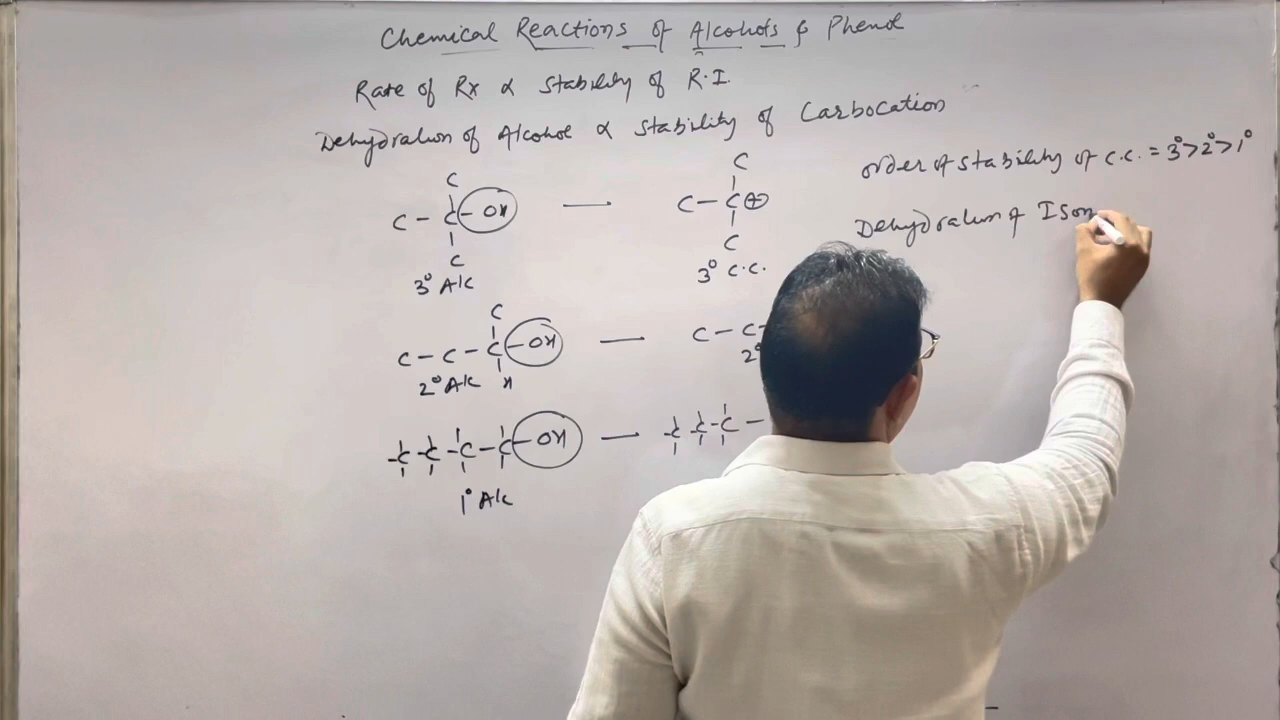 Chemical Reactions of Alcohols & Phenol
Rate of Rx ∝ Stability of R.I.
Dehydration of Alcohol ∝ Stability of Carbocation
order of stability of c.c. = 3° > 2° > 1°
Dehydration of Isom
C
C - C - OH
C
3° Alc
C
C - C ⊕
C
3° C.C.
C
C - C - C - OH
H
2° Alc
C - C -
2°
-C-C-C-C-OH
1° Alc
-C-C-C-